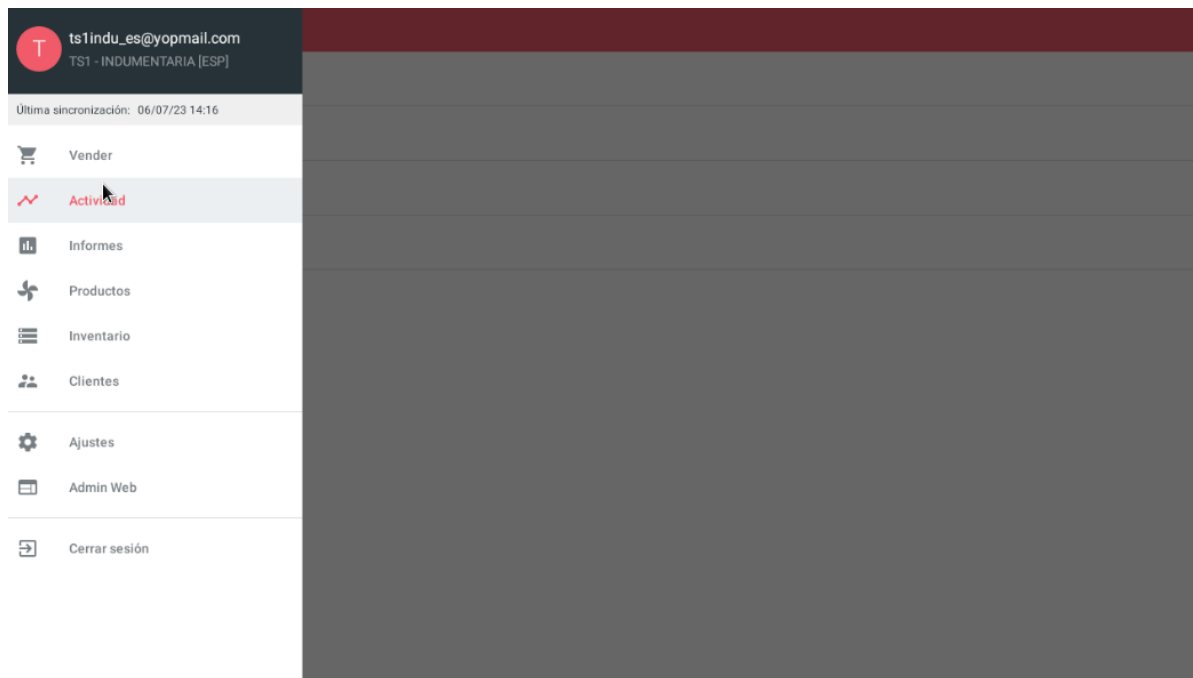 T
ts1indu_es@yopmail.com
TS1 - INDUMENTARIA [ESP]
Última sincronización: 06/07/23 14:16
Vender
Actividad
Informes
Productos
Inventario
Clientes
Ajustes
Admin Web
Cerrar sesión